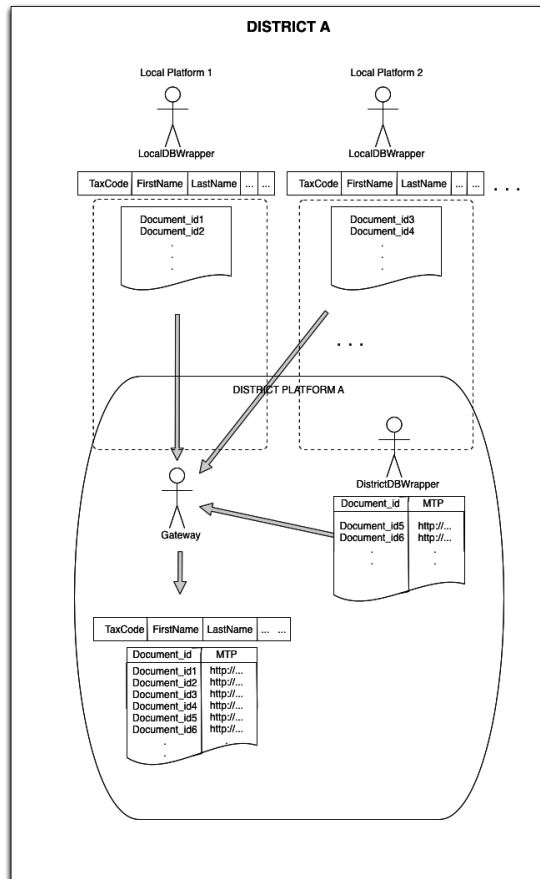 DISTRICT A
Local Platform 1
Local Platform 2
LocalDBWrapper
LocalDBWrapper
TaxCode FirstName LastName ... ...
TaxCode FirstName LastName ... ...
. . .
Document_id1
Document_id2
.
.
.
Document_id3
Document_id4
.
.
.
. . .
DISTRICT PLATFORM A
DistrictDBWrapper
Document_id MTP
Document_id5 http://...
Document_id6 http://...
. .
. .
Gateway
TaxCode FirstName LastName ... ...
Document_id MTP
Document_id1 http://...
Document_id2 http://...
Document_id3 http://...
Document_id4 http://...
Document_id5 http://...
Document_id6 http://...
. .
.
.